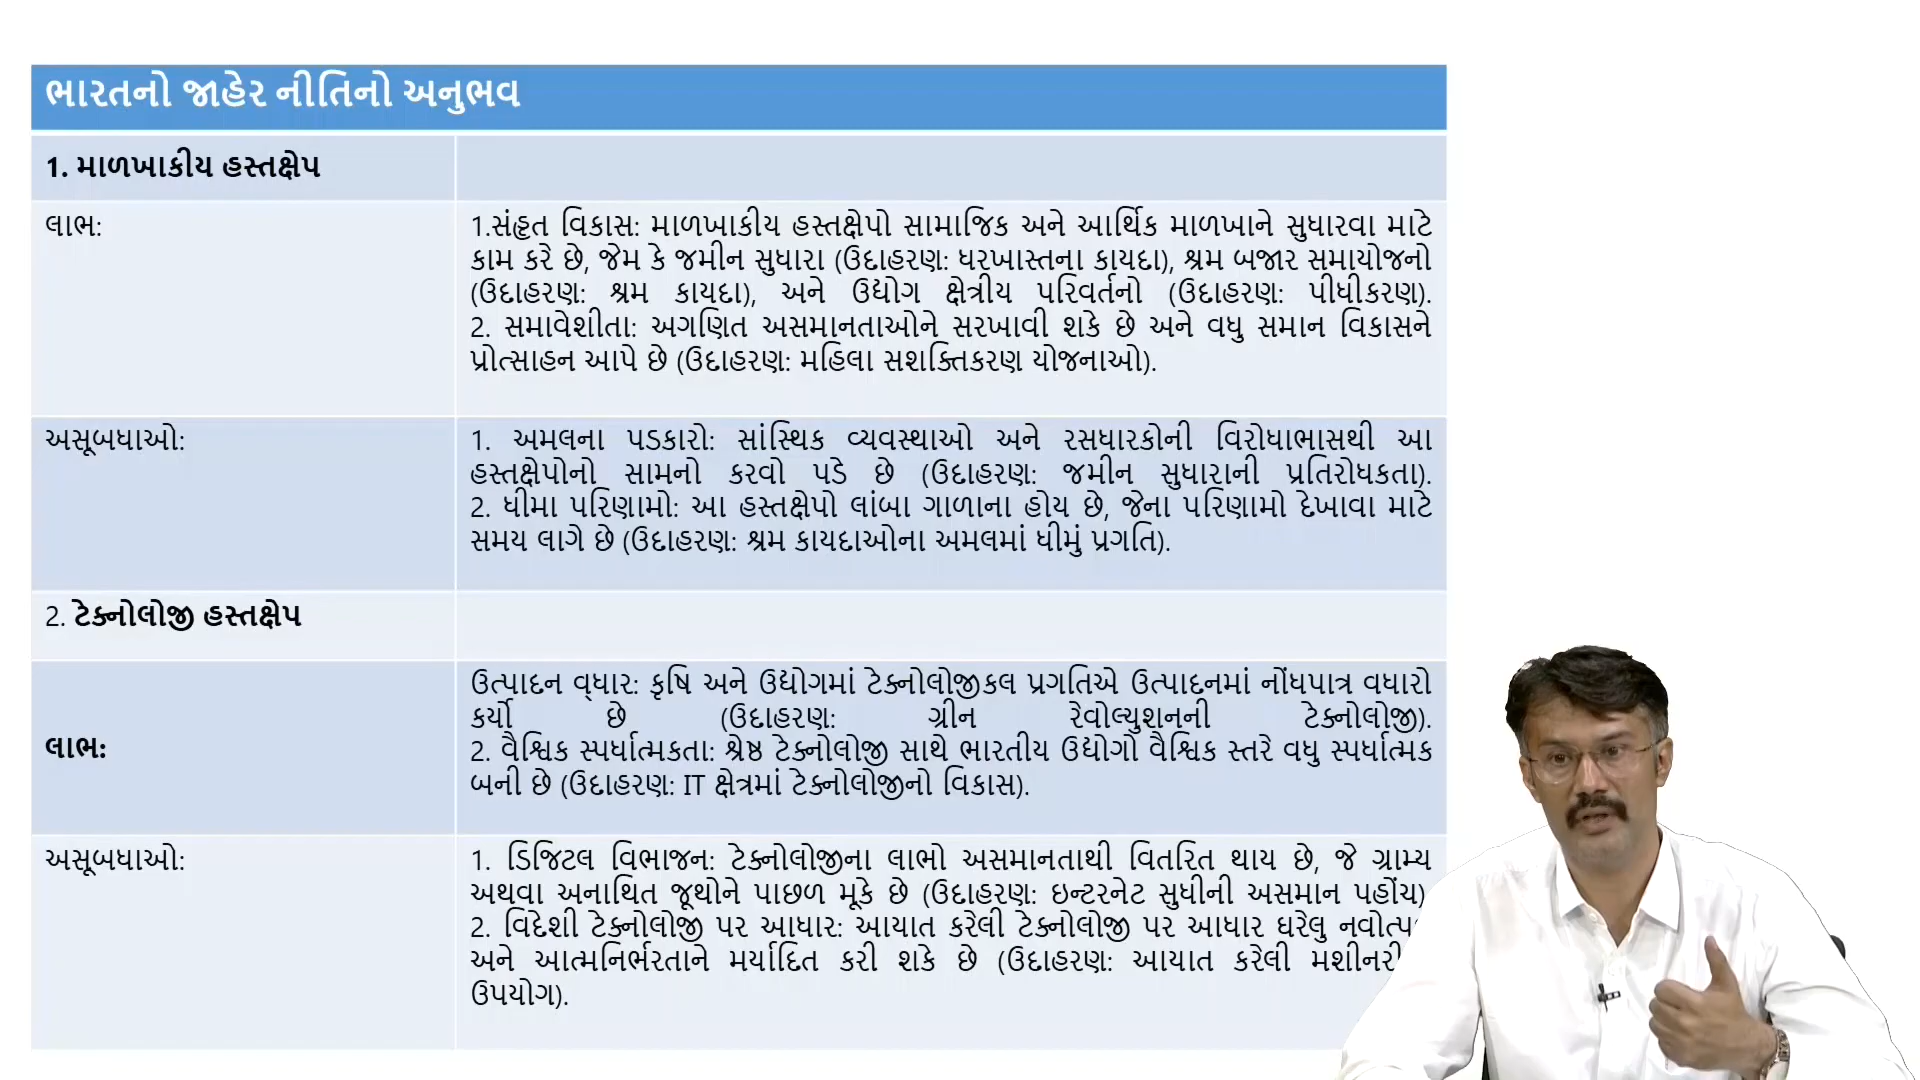 ભારતનો જાહેર નીતિનો અનુભવ
1. માળખાકીય હસ્તક્ષેપ
લાભ:
1.સંહૃત વિકાસ: માળખાકીય હસ્તક્ષેપો સામાજિક અને આર્થિક માળખાને સુધારવા માટે
કામ કરે છે, જેમ કે જમીન સુધારા (ઉદાહરણ: ધરખાસ્તના કાયદા), શ્રમ બજાર સમાયોજનો
(ઉદાહરણ: શ્રમ કાયદા), અને ઉદ્યોગ ક્ષેત્રીય પરિવર્તનો (ઉદાહરણ: પીધીકરણ).
2. સમાવેશીતા: અગણિત અસમાનતાઓને સરખાવી શકે છે અને વધુ સમાન વિકાસને
પ્રોત્સાહન આપે છે (ઉદાહરણ: મહિલા સશક્તિકરણ યોજનાઓ).
અસૂબધાઓ:
1. અમલના પડકારો: સાંસ્થિક વ્યવસ્થાઓ અને રસધારકોની વિરોધાભાસથી આ
હસ્તક્ષેપોનો સામનો કરવો પડે છે (ઉદાહરણ: જમીન સુધારાની પ્રતિરોધકતા).
2. ધીમા પરિણામો: આ હસ્તક્ષેપો લાંબા ગાળાના હોય છે, જેના પરિણામો દેખાવા માટે
સમય લાગે છે (ઉદાહરણ: શ્રમ કાયદાઓના અમલમાં ધીમું પ્રગતિ).
2. ટેક્નોલોજી હસ્તક્ષેપ
લાભ:
ઉત્પાદન વ્ધાર: કૃષિ અને ઉદ્યોગમાં ટેક્નોલોજીકલ પ્રગતિએ ઉત્પાદનમાં નોંધપાત્ર વધારો
કર્યો છે (ઉદાહરણ: ગ્રીન રેવોલ્યુશનની ટેક્નોલોજી).
2. વૈશ્વિક સ્પર્ધાત્મકતા: શ્રેષ્ઠ ટેક્નોલોજી સાથે ભારતીય ઉદ્યોગો વૈશ્વિક સ્તરે વધુ સ્પર્ધાત્મક
બની છે (ઉદાહરણ: IT ક્ષેત્રમાં ટેક્નોલોજીનો વિકાસ).
અસૂબધાઓ:
1. ડિજિટલ વિભાજન: ટેક્નોલોજીના લાભો અસમાનતાથી વિતરિત થાય છે, જે ગ્રામ્ય
અથવા અનાથિત જૂથોને પાછળ મૂકે છે (ઉદાહરણ: ઇન્ટરનેટ સુધીની અસમાન પહોંચ)
2. વિદેશી ટેક્નોલોજી પર આધાર: આયાત કરેલી ટેક્નોલોજી પર આધાર ઘરેલુ
અને આત્મનિર્ભરતાને મર્યાદિત કરી શકે છે (ઉદાહરણ: આયાત કરેલી
ઉપયોગ).